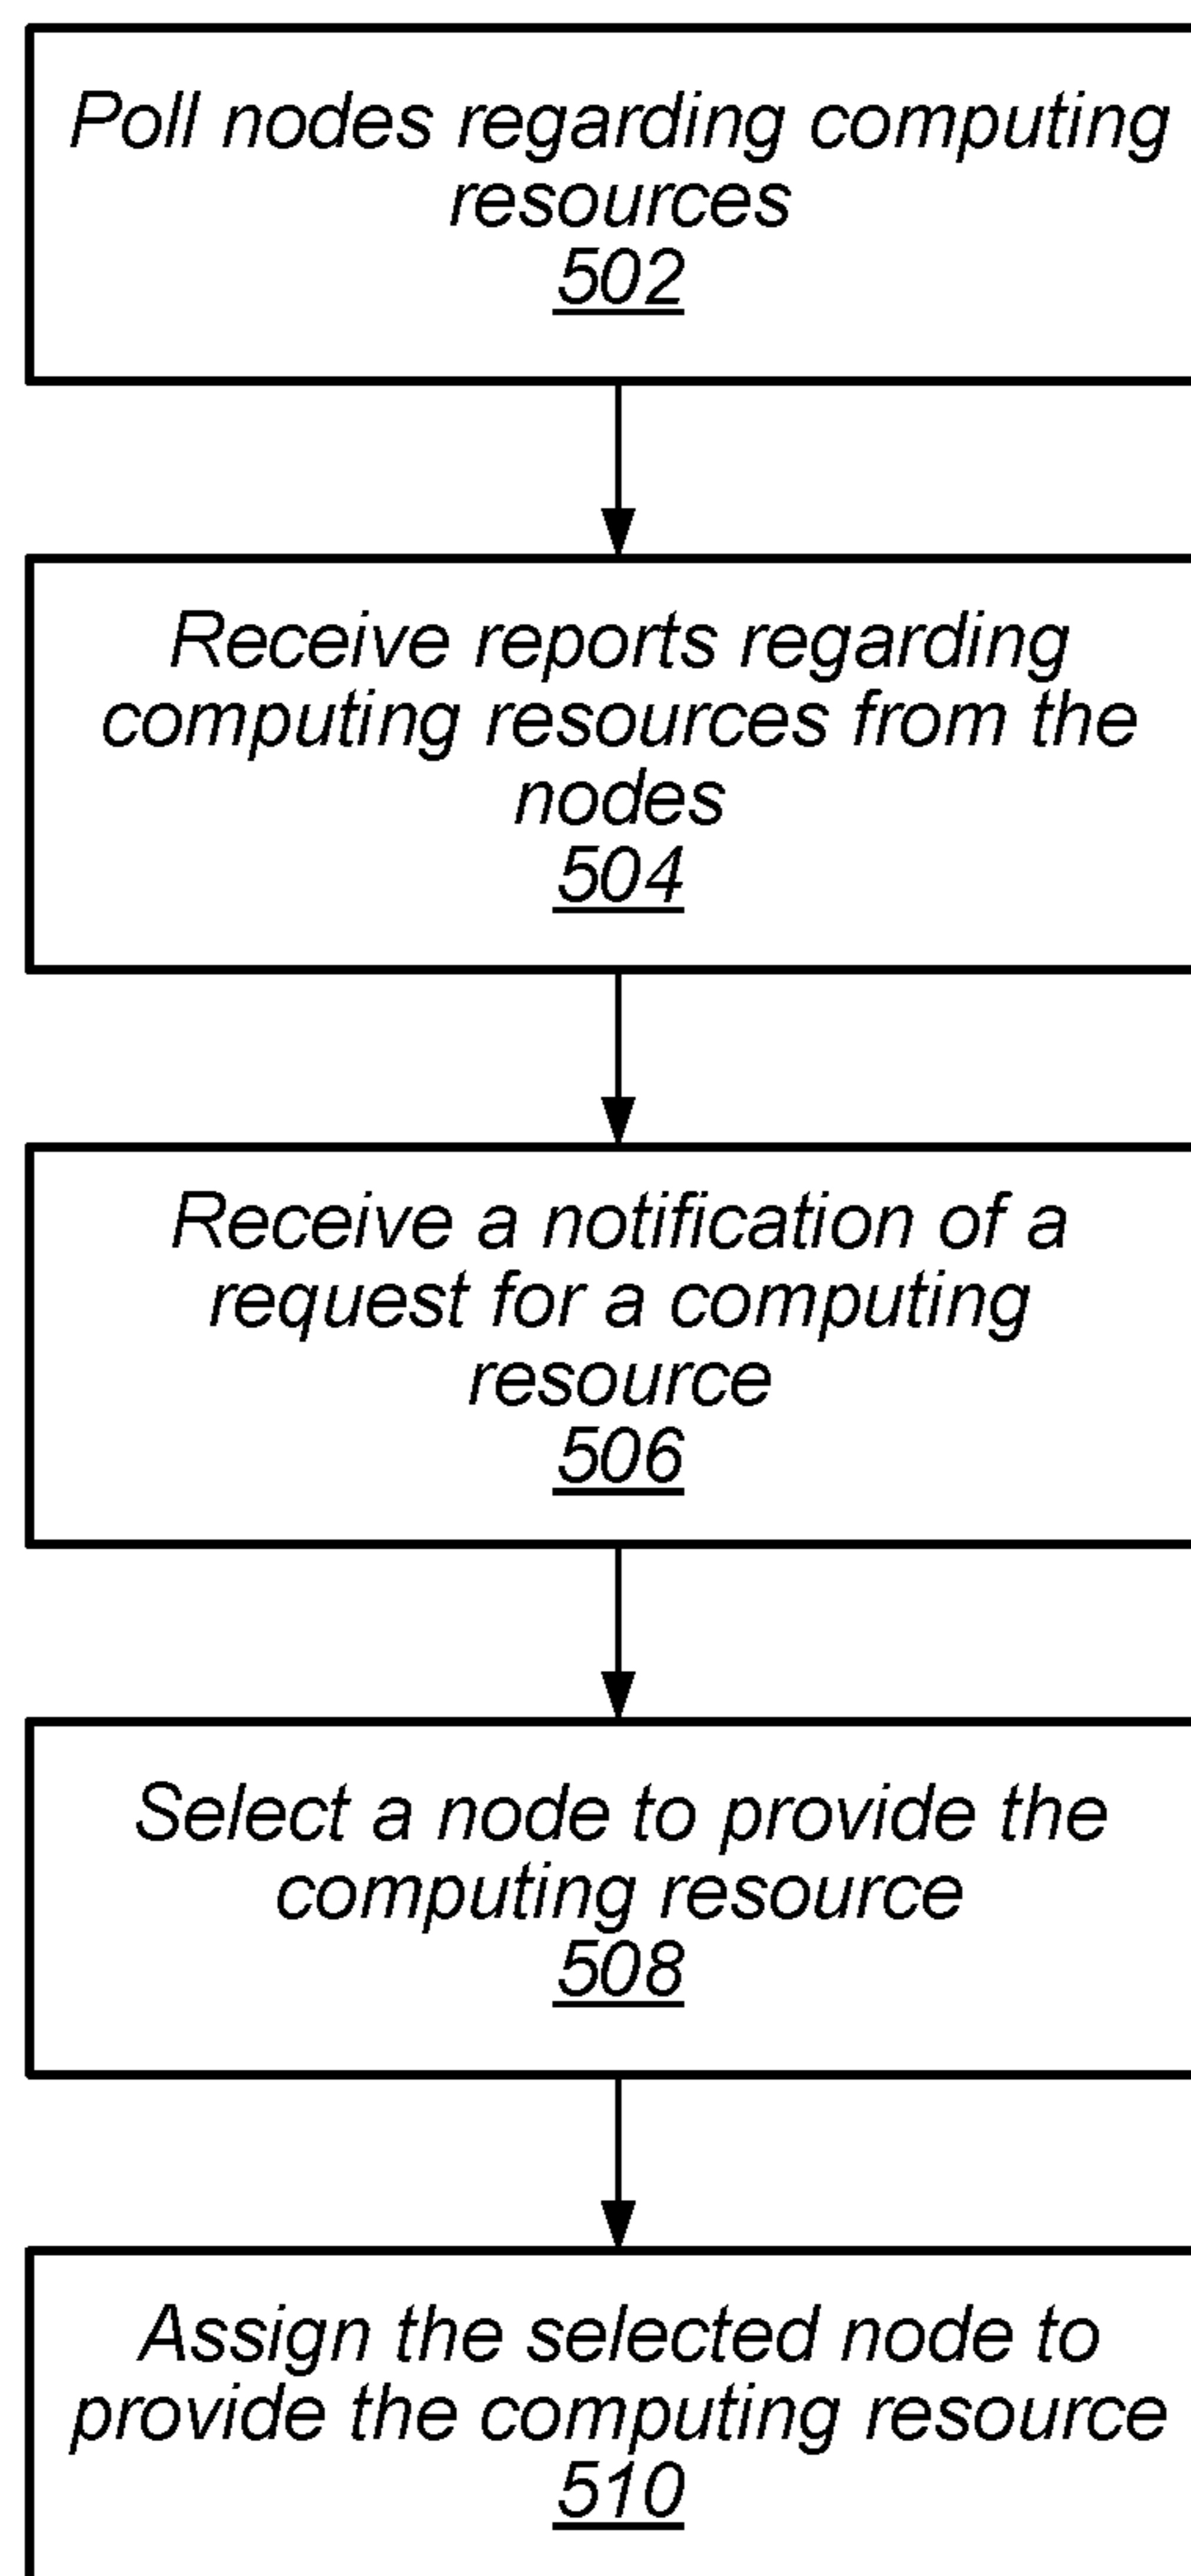 Poll nodes regarding computing
resources
502
Receive reports regarding
computing resources from the
nodes
504
Receive a notification of a
request for a computing
resource
506
Select a node to provide the
computing resource
508
Assign the selected node to
provide the computing resource
510